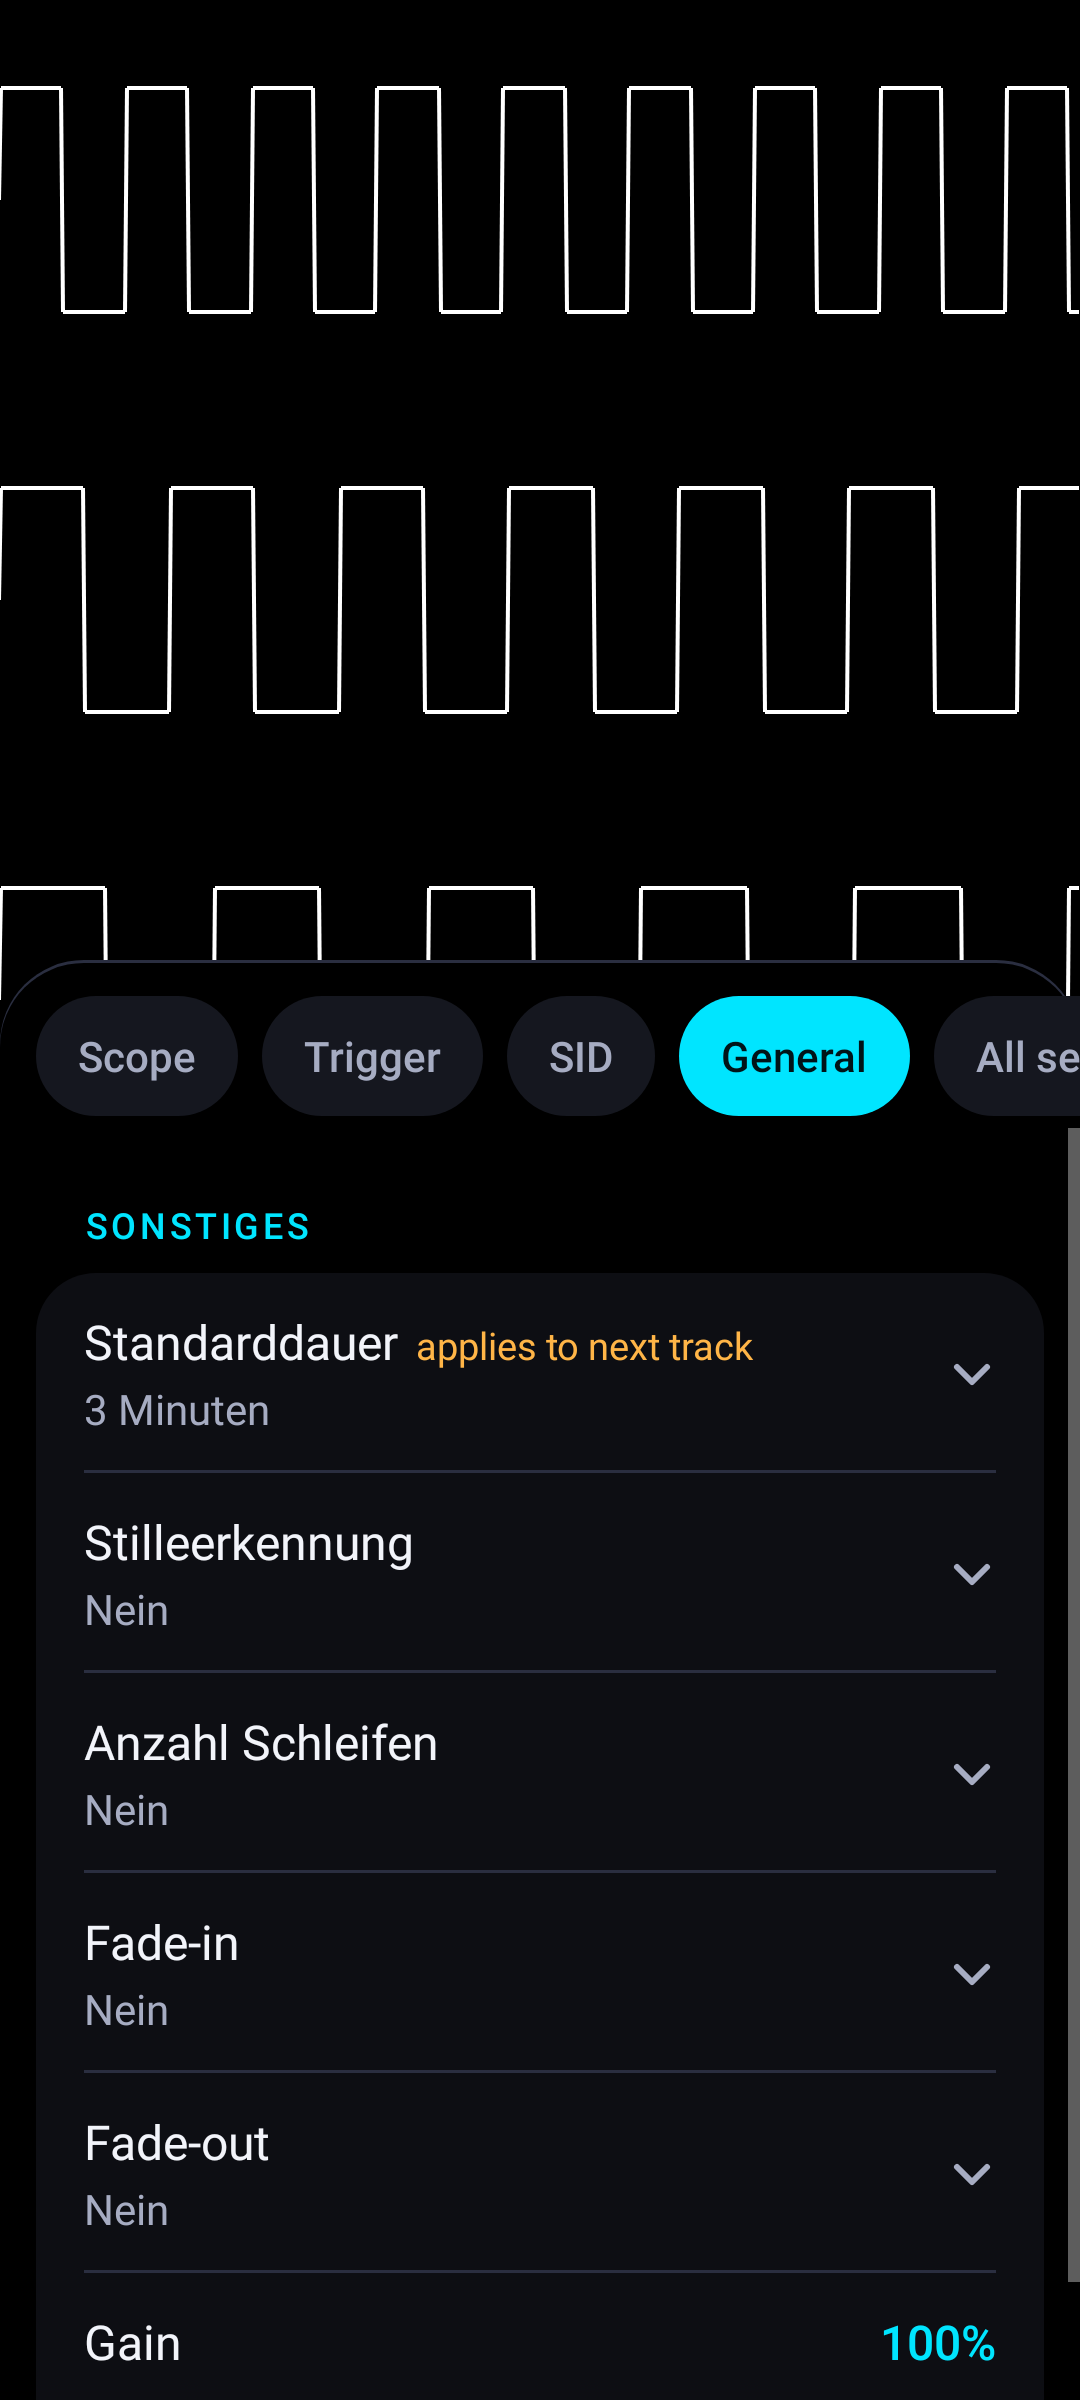 Scope Trigger SID General All se
SONSTIGES
Standarddauer applies to next track
3 Minuten
Stilleerkennung
Nein
Anzahl Schleifen
Nein
Fade-in
Nein
Fade-out
Nein
Gain 100%